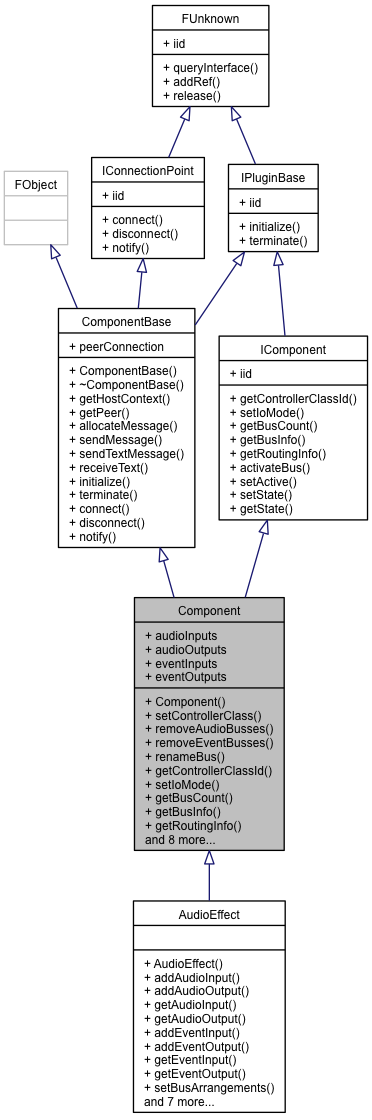 FUnknown
+ iid
+ queryInterface()
+ addRef()
+ release()
IConnectionPoint
+ iid
+ connect()
+ disconnect()
+ notify()
IPluginBase
+ iid
+ initialize()
+ terminate()
FObject
ComponentBase
+ peerConnection
+ ComponentBase()
+ ~ComponentBase()
+ getHostContext()
+ getPeer()
+ allocateMessage()
+ sendMessage()
+ sendTextMessage()
+ receiveText()
+ initialize()
+ terminate()
+ connect()
+ disconnect()
+ notify()
IComponent
+ iid
+ getControllerClassId()
+ setIoMode()
+ getBusCount()
+ getBusInfo()
+ getRoutingInfo()
+ activateBus()
+ setActive()
+ setState()
+ getState()
Component
+ audioInputs
+ audioOutputs
+ eventInputs
+ eventOutputs
+ Component()
+ setControllerClass()
+ removeAudioBusses()
+ removeEventBusses()
+ renameBus()
+ getControllerClassId()
+ setIoMode()
+ getBusCount()
+ getBusInfo()
+ getRoutingInfo()
and 8 more...
AudioEffect
+ AudioEffect()
+ addAudioInput()
+ addAudioOutput()
+ getAudioInput()
+ getAudioOutput()
+ addEventInput()
+ addEventOutput()
+ getEventInput()
+ getEventOutput()
+ setBusArrangements()
and 7 more...